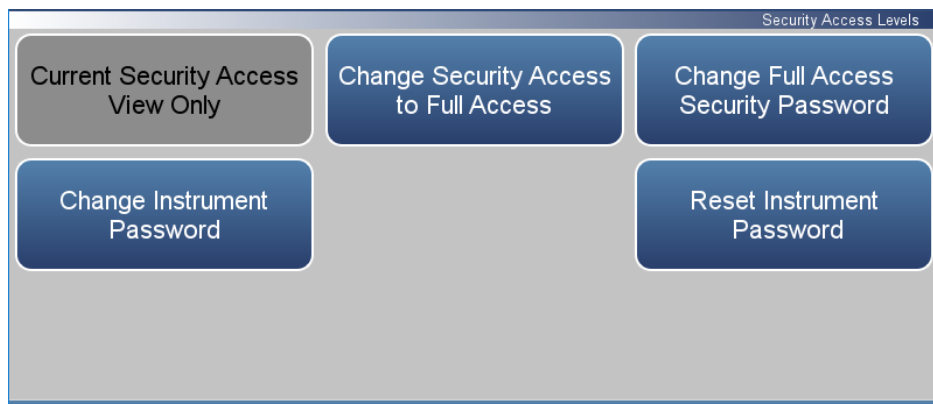 Security Access Levels
Current Security Access
View Only
Change Security Access
to Full Access
Change Full Access
Security Password
Change Instrument
Password
Reset Instrument
Password